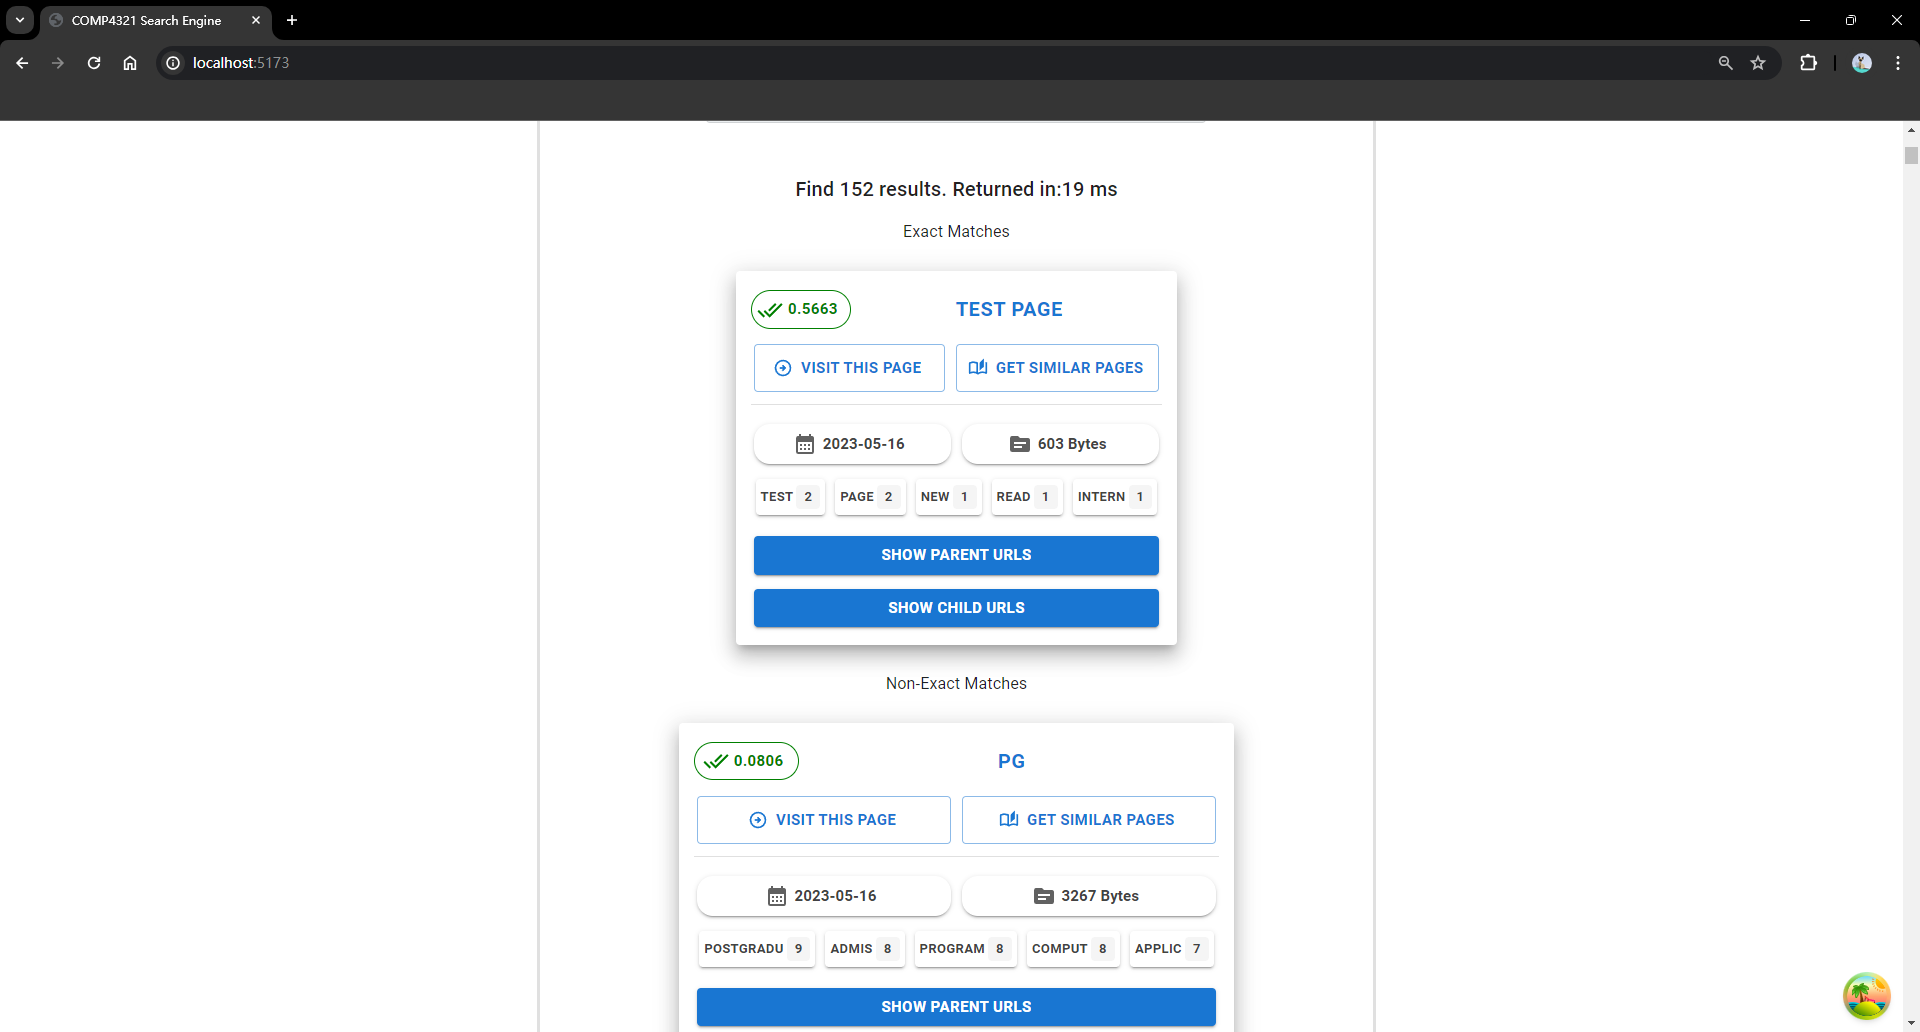 COMP4321 Search Engine
localhost:5173
Find 152 results. Returned in:19 ms
Exact Matches
0.5663 TEST PAGE
VISIT THIS PAGE GET SIMILAR PAGES
2023-05-16 603 Bytes
TEST 2 PAGE 2 NEW 1 READ 1 INTERN 1
SHOW PARENT URLS
SHOW CHILD URLS
Non-Exact Matches
0.0806 PG
VISIT THIS PAGE GET SIMILAR PAGES
2023-05-16 3267 Bytes
POSTGRADU 9 ADMIS 8 PROGRAM 8 COMPUT 8 APPLIC 7
SHOW PARENT URLS